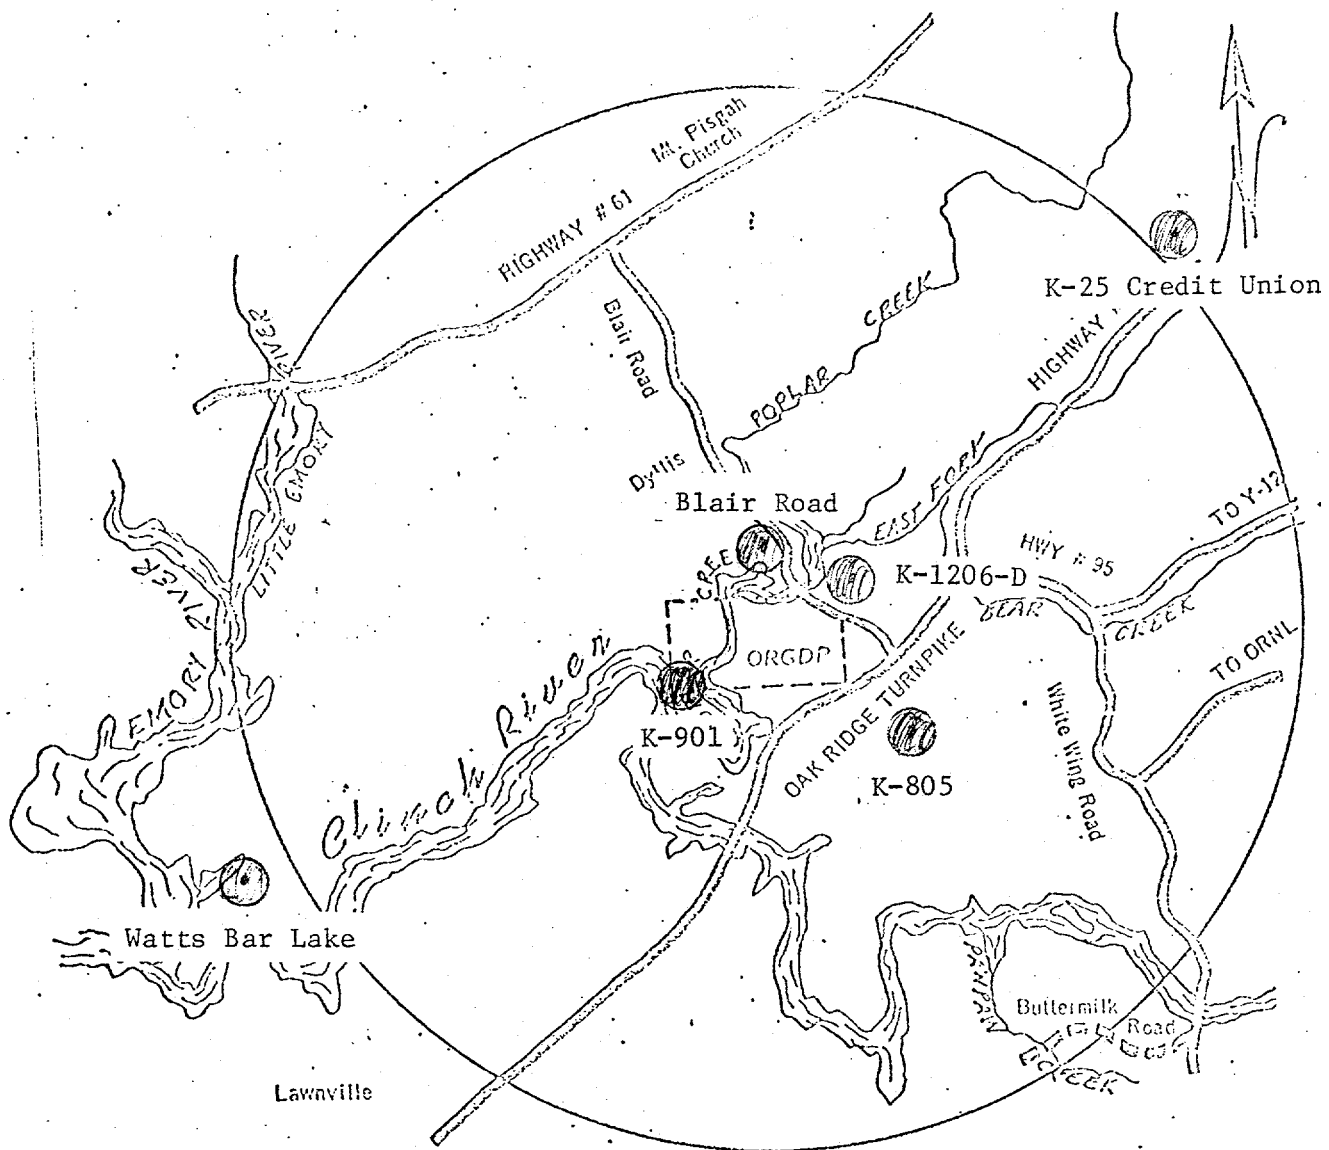 Mt. Pisgah
Church
HIGHWAY # 61
K-25 Credit Union
RIVER
Blair Road
POPLAR CREEK
HIGHWAY
LITTLE EMORY
Dyllis
Blair Road
EAST FORK
TO Y-12
HWY # 95
K-1206-D
CREE
BEAR CREEK
EMORY RIVER
ORGDP
TO ORNL
Clinch River
OAK RIDGE TURNPIKE
White Wing Road
EMORY
K-901
K-805
Watts Bar Lake
Buttermilk Road
CREEK
Lawnville